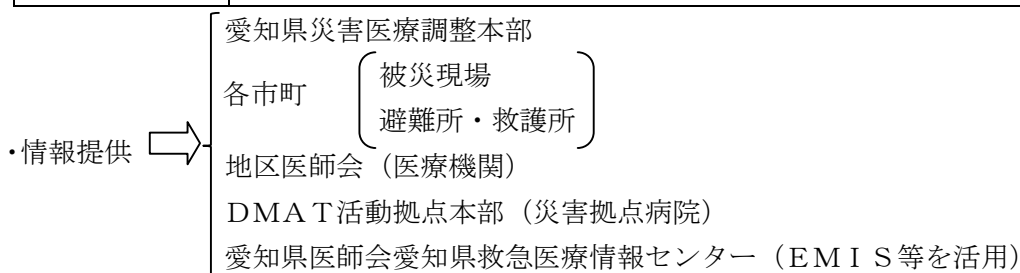 愛知県災害医療調整本部
各市町
被災現場
避難所・救護所
・情報提供
地区医師会（医療機関）
ＤＭＡＴ活動拠点本部（災害拠点病院）
愛知県医師会愛知県救急医療情報センター（ＥＭＩＳ等を活用）